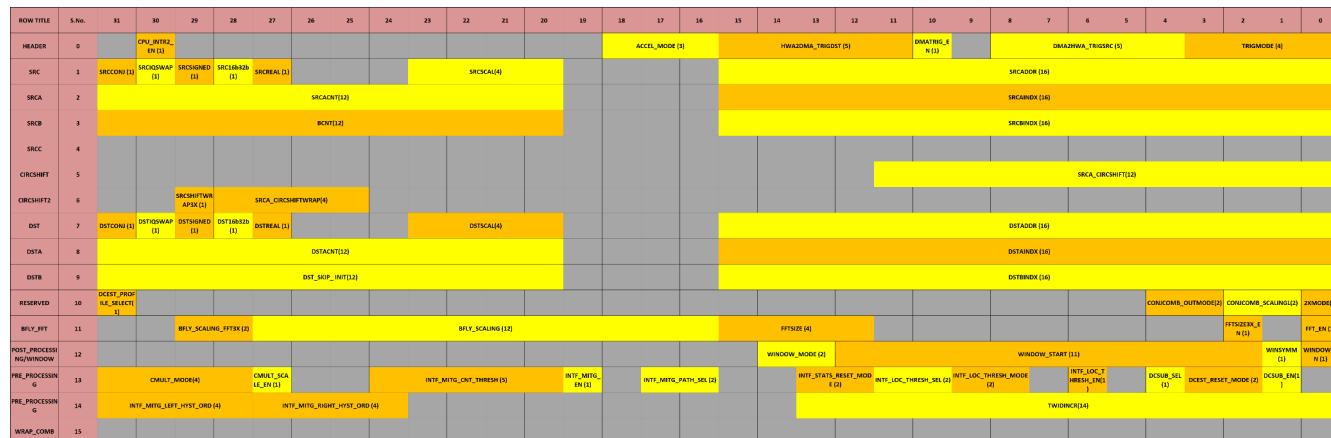 ROW TITLE S.No. 31 30 29 28 27 26 25 24 23 22 21 20 19 18 17 16 15 14 13 12 11 10 9 8 7 6 5 4 3 2 1 0
HEADER 0 CPU_INTR2_EN (1) ACCEL_MODE (3) HWA2DMA_TRIGDST (5) DMATRIG_EN (1) DMA2HWA_TRIGSRC (5) TRIGMODE (4)
SRC 1 SRCCONJ (1) SRCIQSWAP (1) SRCSIGNED (1) SRC16b32b (1) SRCREAL (1) SRCSCAL(4) SRCADDR (16)
SRCA 2 SRCACNT(12) SRCAINDX (16)
SRCB 3 BCNT(12) SRCBINDX (16)
SRCC 4
CIRCSHIFT 5 SRCA_CIRCSHIFT(12)
CIRCSHIFT2 6 SRCSHIFTWRAP3X (1) SRCA_CIRCSHIFTWRAP(4)
DST 7 DSTCONJ (1) DSTIQSWAP (1) DSTSIGNED (1) DST16b32b (1) DSTREAL (1) DSTSCAL(4) DSTADDR (16)
DSTA 8 DSTACNT(12) DSTAINDX (16)
DSTB 9 DST_SKIP_ INIT(12) DSTBINDX (16)
RESERVED 10 DCEST_PROFILE_SELECT(1) CONJCOMB_OUTMODE(2) CONJCOMB_SCALINGL(2) 2XMODE(
BFLY_FFT 11 BFLY_SCALING_FFT3X (2) BFLY_SCALING (12) FFTSIZE (4) FFTSIZE3X_EN (1) FFT_EN (1
POST_PROCESSING/WINDOW 12 WINDOW_MODE (2) WINDOW_START (11) WINSYMM (1) WINDOW_N (1)
PRE_PROCESSING 13 CMULT_MODE(4) CMULT_SCALE_EN (1) INTF_MITG_CNT_THRESH (5) INTF_MITG_EN (1) INTF_MITG_PATH_SEL (2) INTF_STATS_RESET_MODE (2) INTF_LOC_THRESH_SEL (2) INTF_LOC_THRESH_MODE (2) INTF_LOC_THRESH_EN(1) DCSUB_SEL (1) DCEST_RESET_MODE (2) DCSUB_EN(1)
PRE_PROCESSING 14 INTF_MITG_LEFT_HYST_ORD (4) INTF_MITG_RIGHT_HYST_ORD (4) TWIDINCR(14)
WRAP_COMB 15